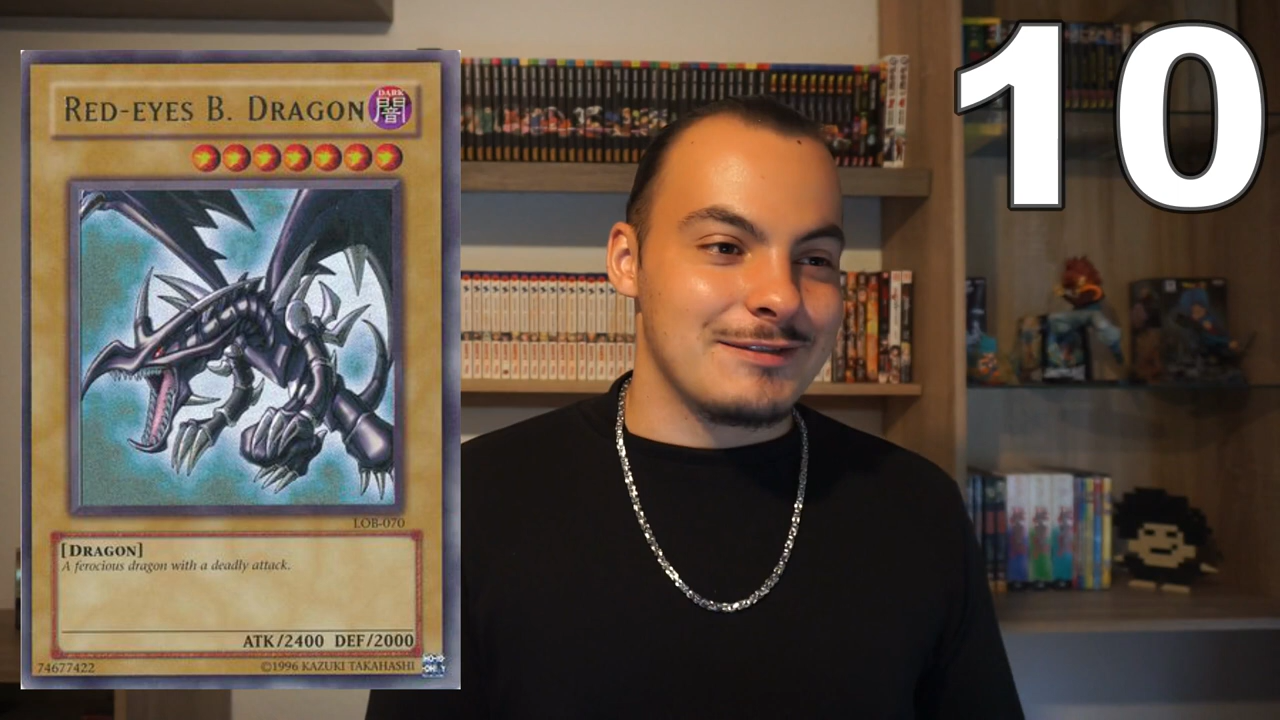 RED-EYES B. DRAGON
DARK
闇
LOB-070
[DRAGON]
A ferocious dragon with a deadly attack.
ATK/2400 DEF/2000
74677422
©1996 KAZUKI TAKAHASHI
10